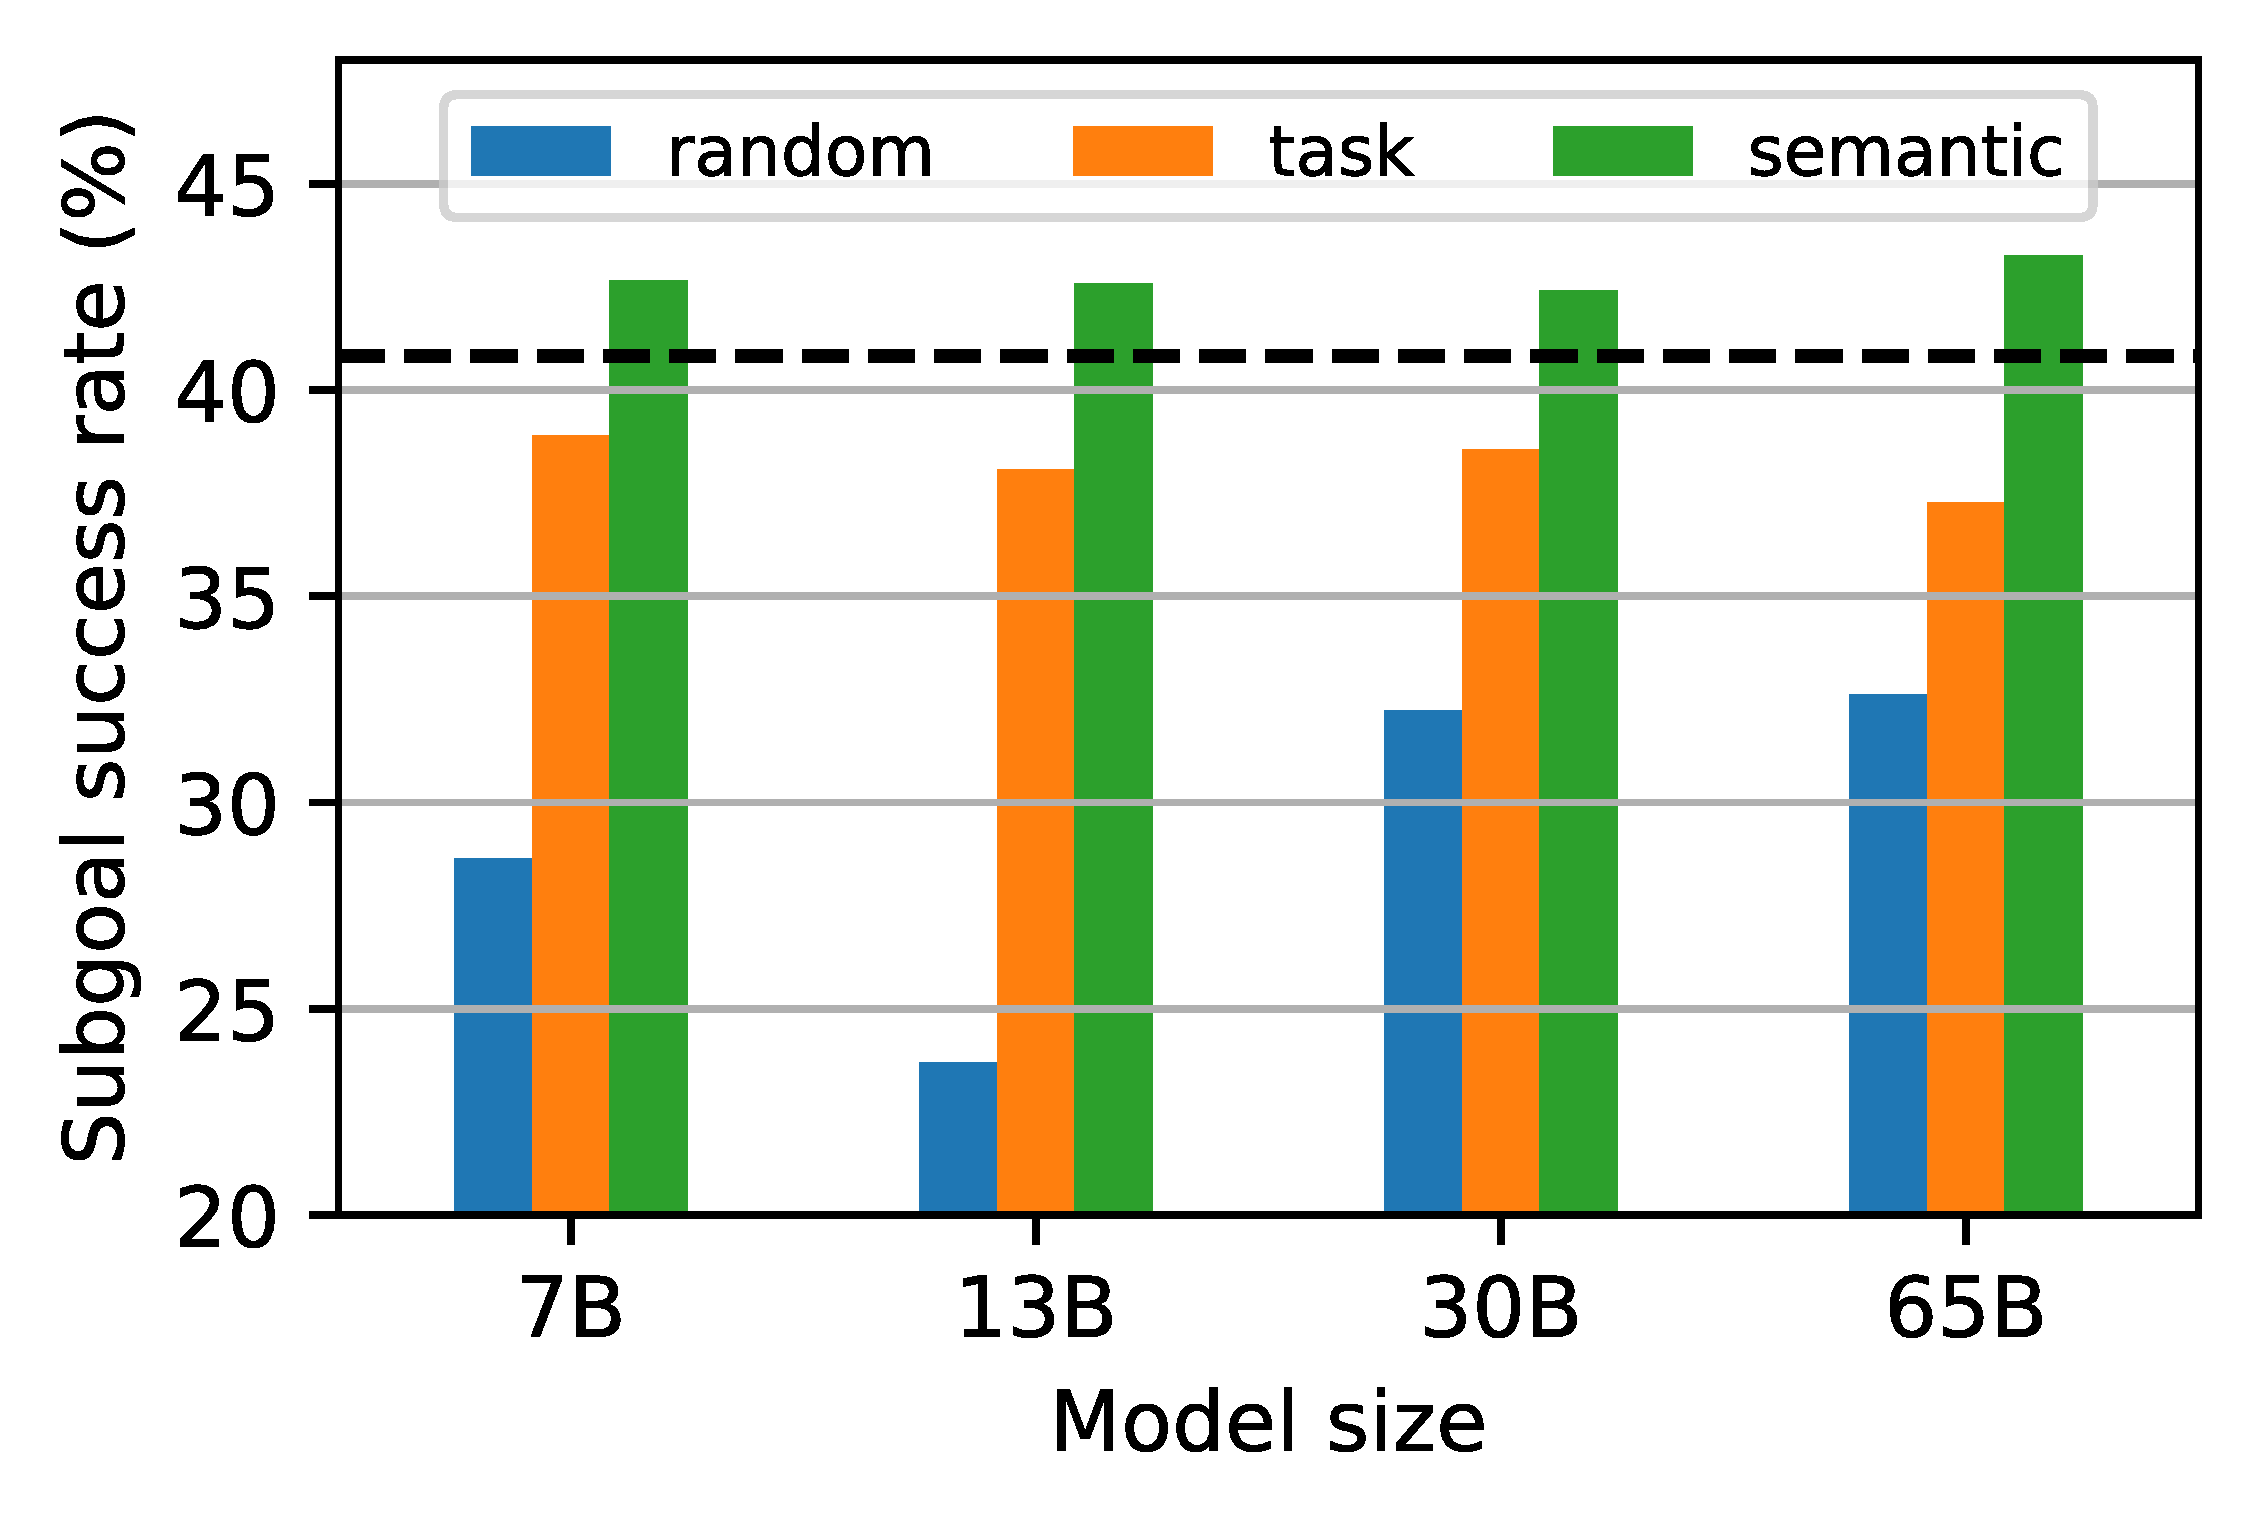 random task semantic
Subgoal success rate (%)
45
40
35
30
25
20
7B 13B 30B 65B
Model size